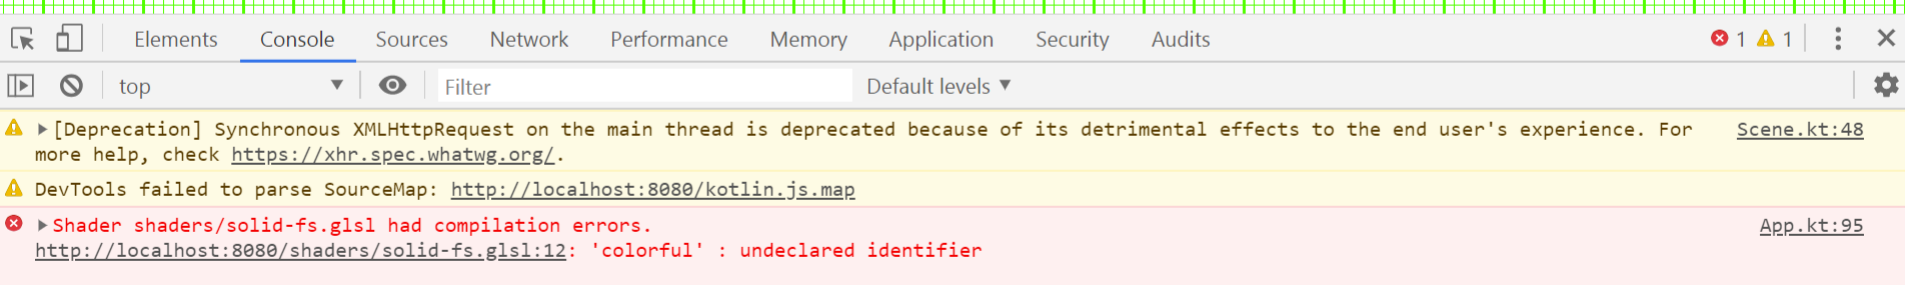 Elements Console Sources Network Performance Memory Application Security Audits 1 1
top Filter Default levels
[Deprecation] Synchronous XMLHttpRequest on the main thread is deprecated because of its detrimental effects to the end user's experience. For Scene.kt:48
more help, check https://xhr.spec.whatwg.org/.
DevTools failed to parse SourceMap: http://localhost:8080/kotlin.js.map
Shader shaders/solid-fs.glsl had compilation errors. App.kt:95
http://localhost:8080/shaders/solid-fs.glsl:12: 'colorful' : undeclared identifier